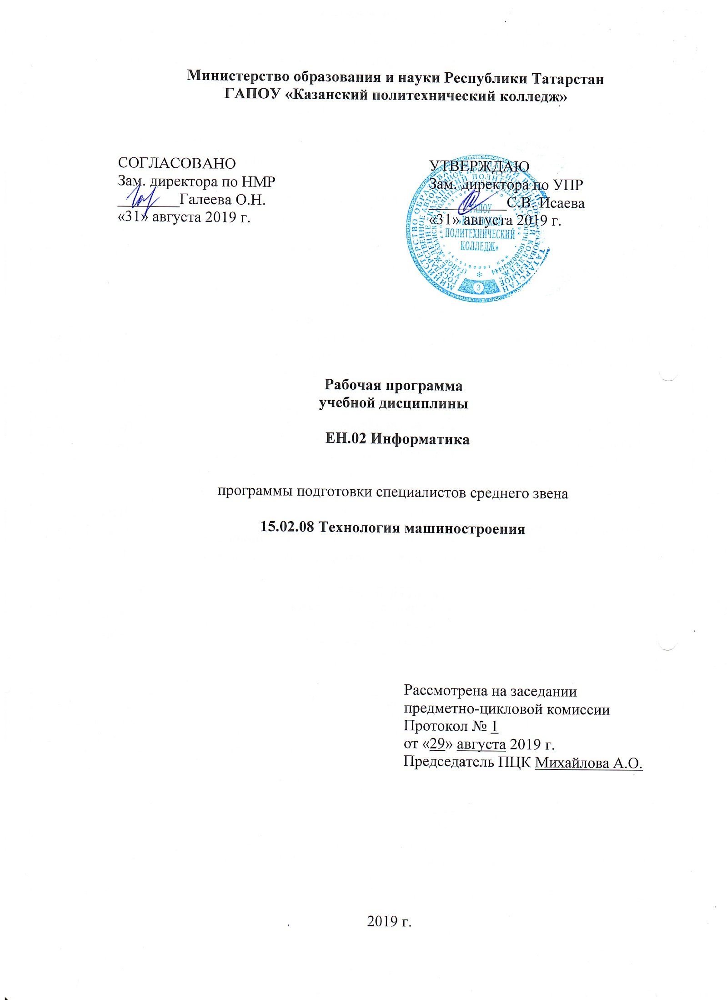 Министерство образования и науки Республики Татарстан
ГАПОУ «Казанский политехнический колледж»
СОГЛАСОВАНО
Зам. директора по НМР
Галеева О.Н.
«31» августа 2019 г.
УТВЕРЖДАЮ
Зам. директора по УПР
С.В. Исаева
«31» августа 2019 г.
ГАПОУ
«КАЗАНСКИЙ
ПОЛИТЕХНИЧЕСКИЙ
КОЛЛЕДЖ»
3
Рабочая программа
учебной дисциплины
ЕН.02 Информатика
программы подготовки специалистов среднего звена
15.02.08 Технология машиностроения
Рассмотрена на заседании
предметно-цикловой комиссии
Протокол № 1
от «29» августа 2019 г.
Председатель ПЦК Михайлова А.О.
2019 г.